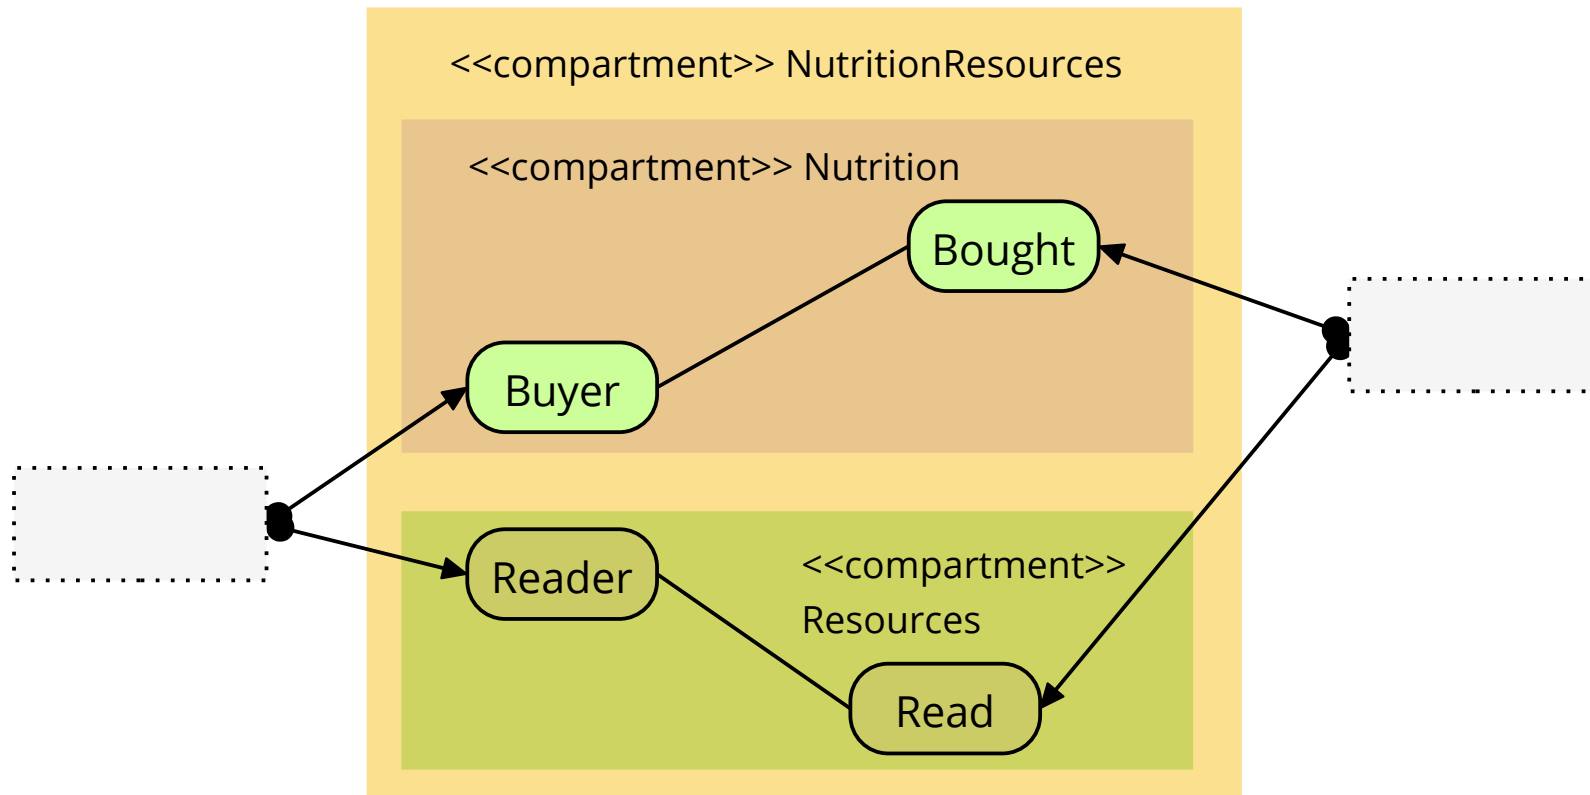 <<compartment>> NutritionResources
<<compartment>> Nutrition
Bought
Buyer
Reader
<<compartment>>
Resources
Read